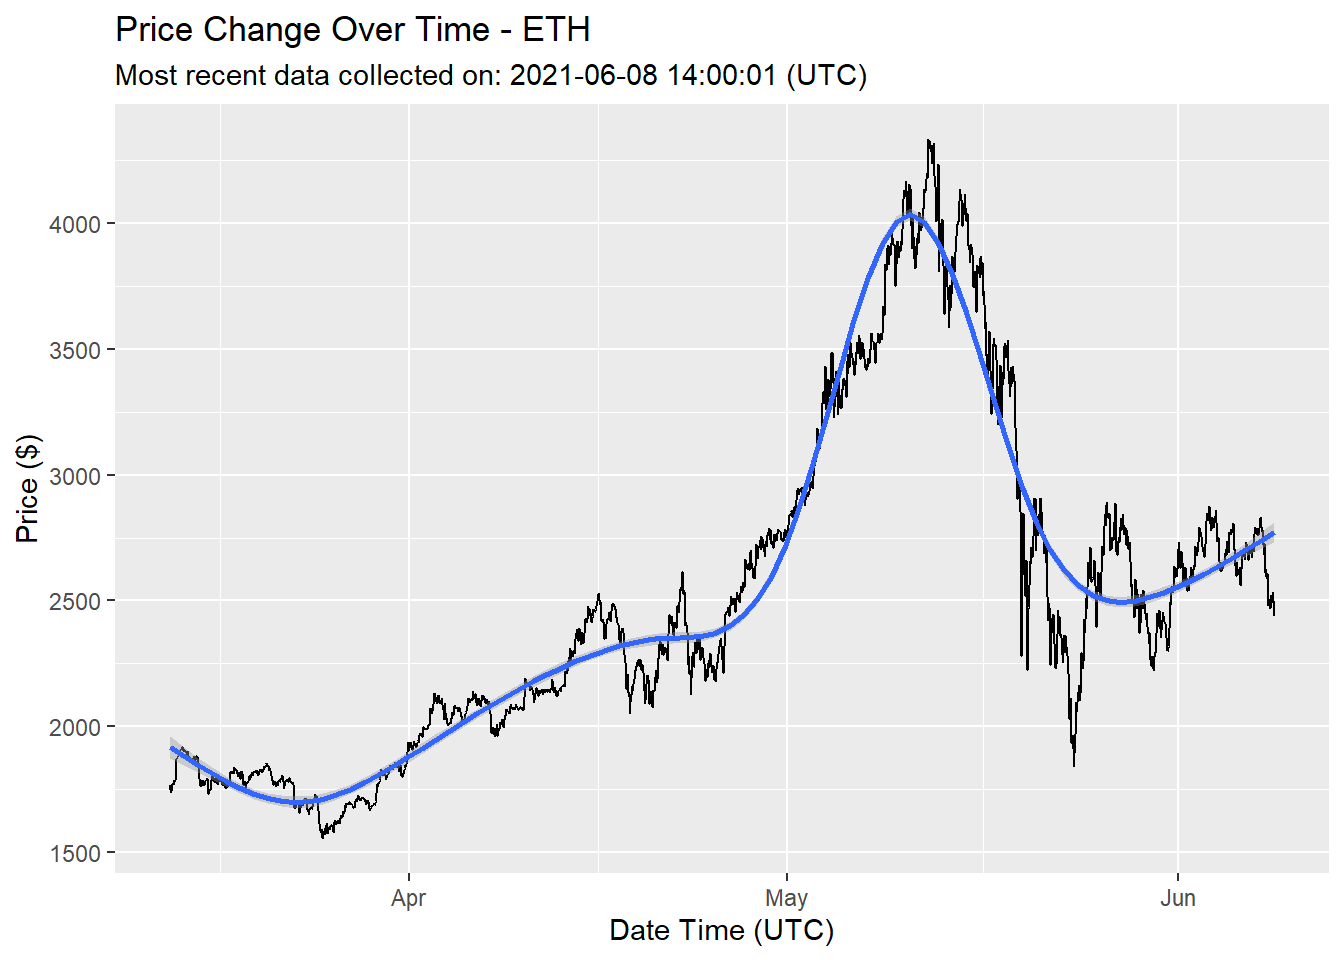 Price Change Over Time - ETH
Most recent data collected on: 2021-06-08 14:00:01 (UTC)
Price ($)
4000
3500
3000
2500
2000
1500
Apr
May
Jun
Date Time (UTC)